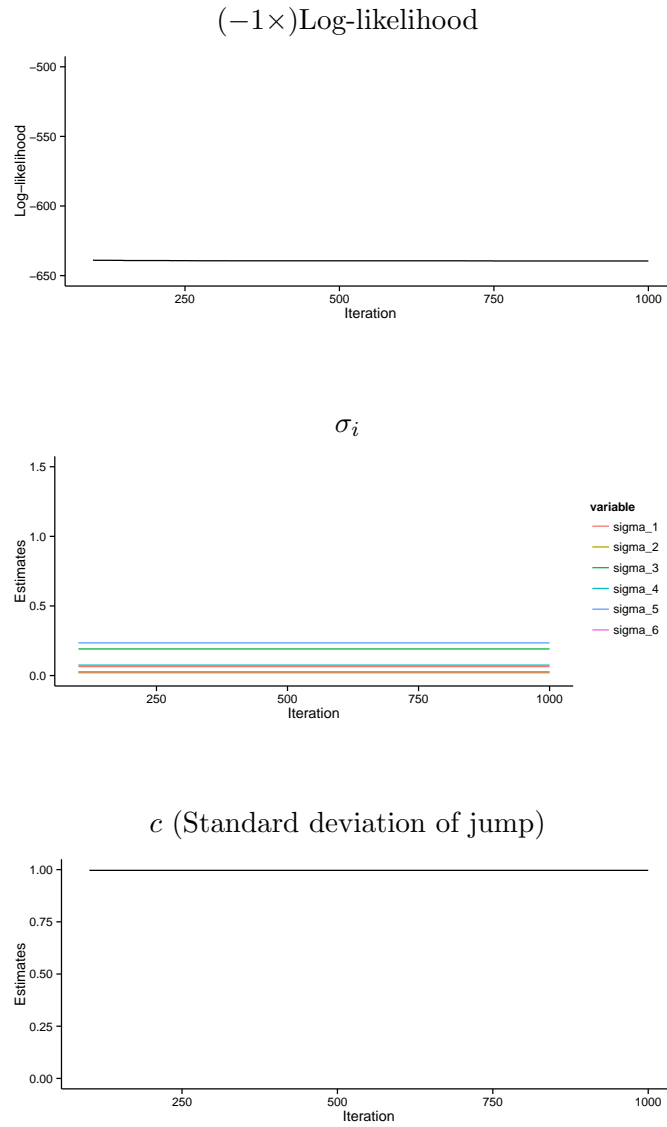 (−1×)Log-likelihood
−500
−550
−600
−650
Log−likelihood
250 500 750 1000
Iteration
σi
1.5
1.0
0.5
0.0
Estimates
250 500 750 1000
Iteration
variable
sigma_1
sigma_2
sigma_3
sigma_4
sigma_5
sigma_6
c (Standard deviation of jump)
1.00
0.75
0.50
0.25
0.00
Estimates
250 500 750 1000
Iteration